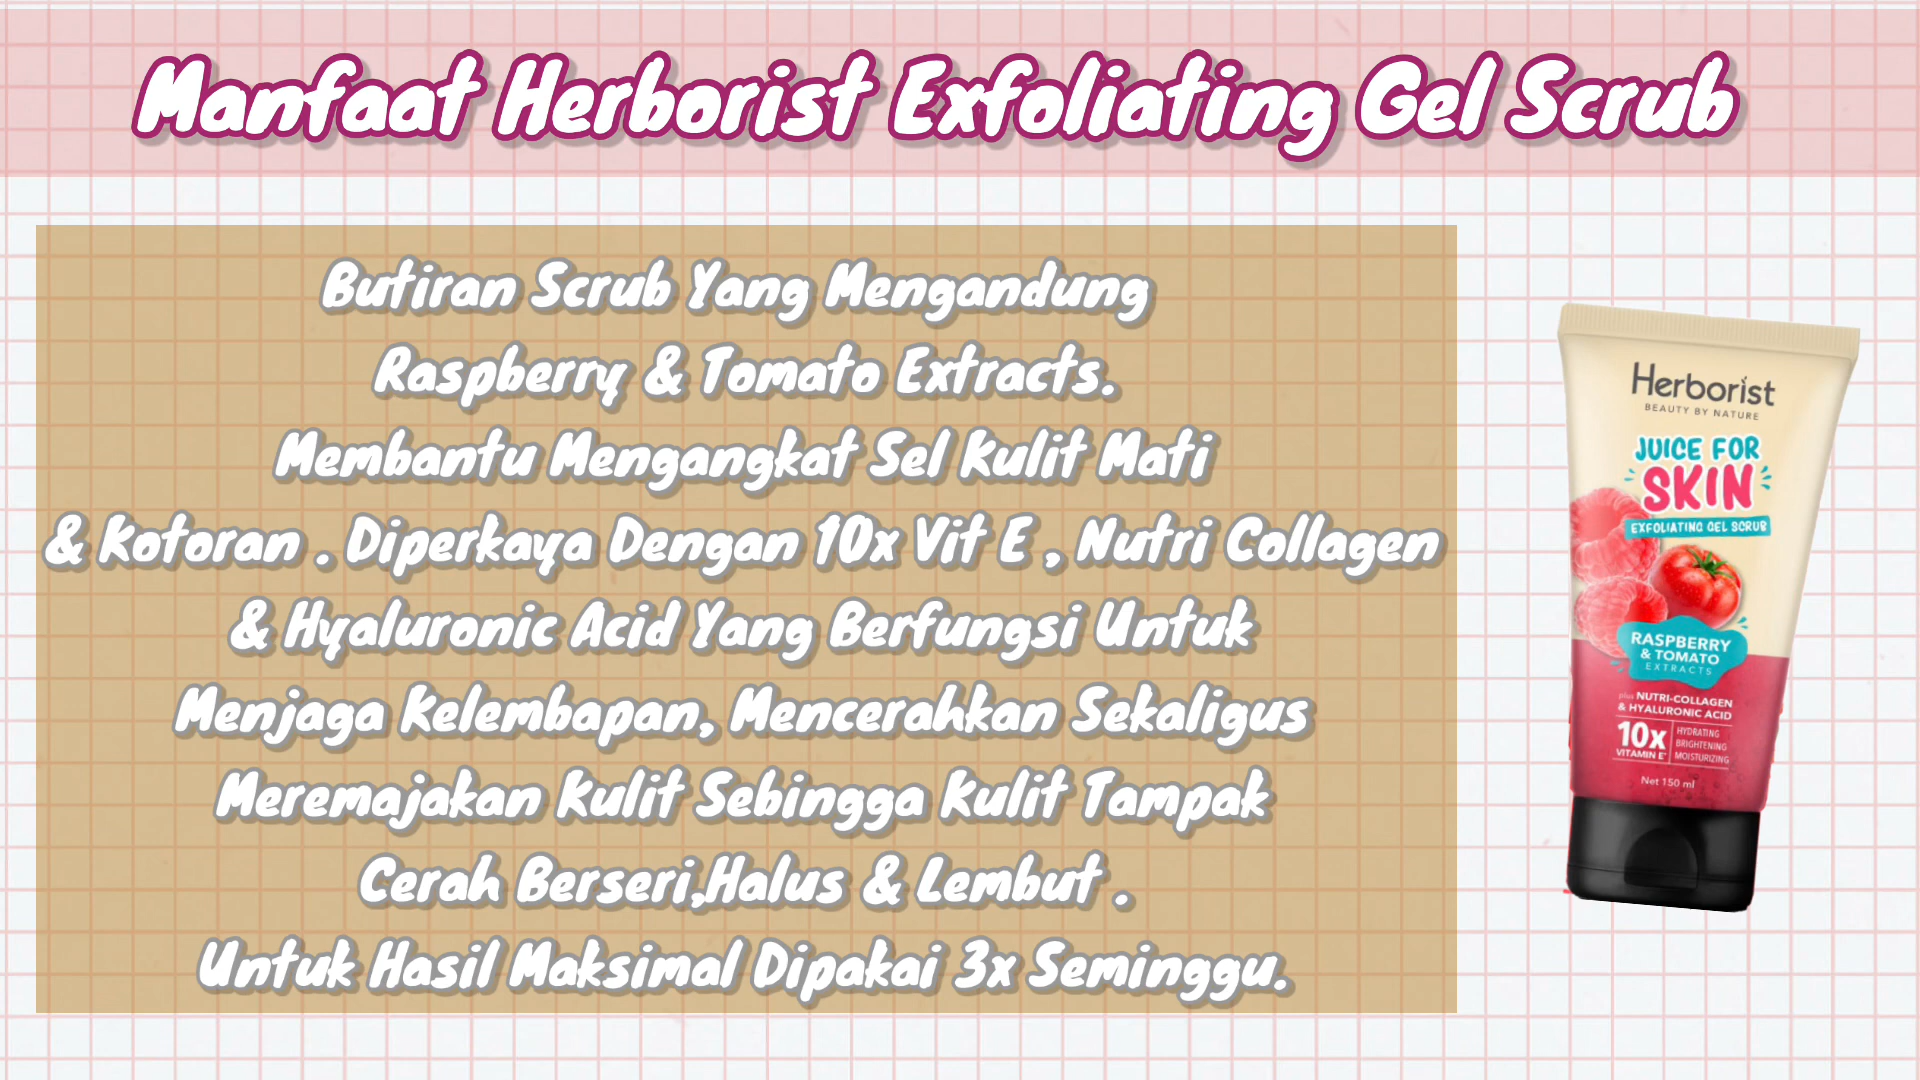 Manfaat Herborist Exfoliating Gel Scrub
Butiran Scrub Yang Mengandung
Raspberry & Tomato Extracts.
Membantu Mengangkat Sel Kulit Mati
& Kotoran . Diperkaya Dengan 10x Vit E , Nutri Collagen
& Hyaluronic Acid Yang Berfungsi Untuk
Menjaga Kelembapan, Mencerahkan Sekaligus
Meremajakan Kulit Sebingga Kulit Tampak
Cerah Berseri,Halus & Lembut .
Untuk Hasil Maksimal Dipakai 3x Seminggu.
Herborist
BEAUTY BY NATURE
JUICE FOR
SKIN
EXFOLIATING GEL SCRUB
RASPBERRY
& TOMATO
EXTRACTS
plus NUTRI-COLLAGEN
& HYALURONIC ACID
10x
VITAMIN E*
HYDRATING
BRIGHTENING
MOISTURIZING
Net 150 ml